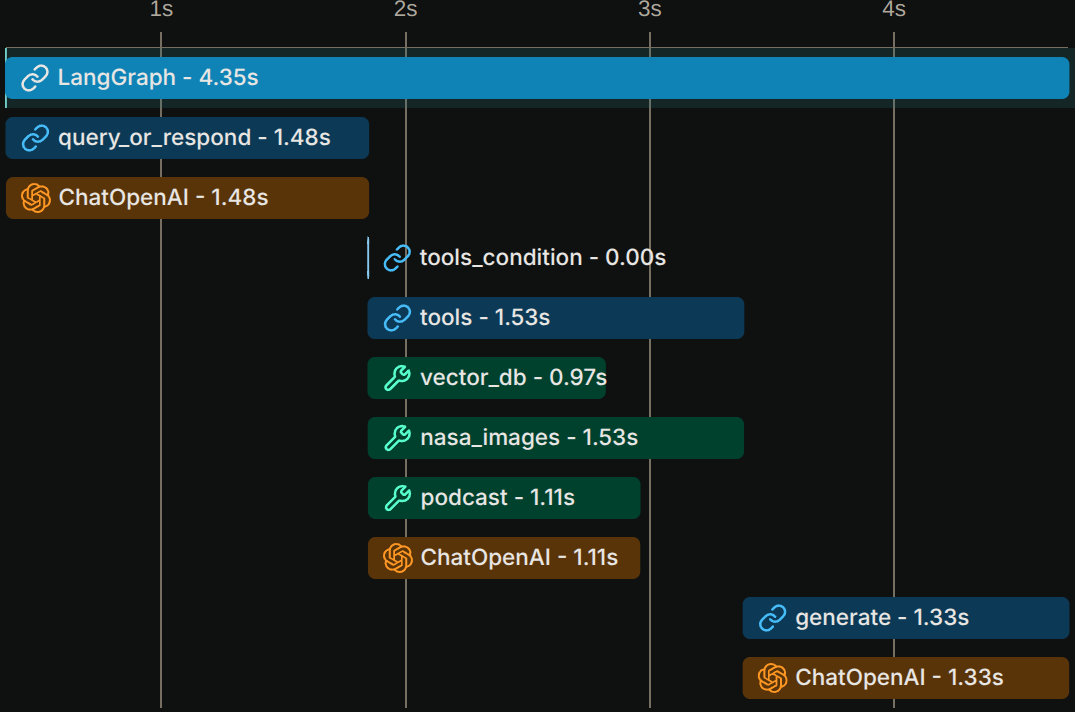 1s 2s 3s 4s
LangGraph - 4.35s
query_or_respond - 1.48s
ChatOpenAI - 1.48s
tools_condition - 0.00s
tools - 1.53s
vector_db - 0.97s
nasa_images - 1.53s
podcast - 1.11s
ChatOpenAI - 1.11s
generate - 1.33s
ChatOpenAI - 1.33s